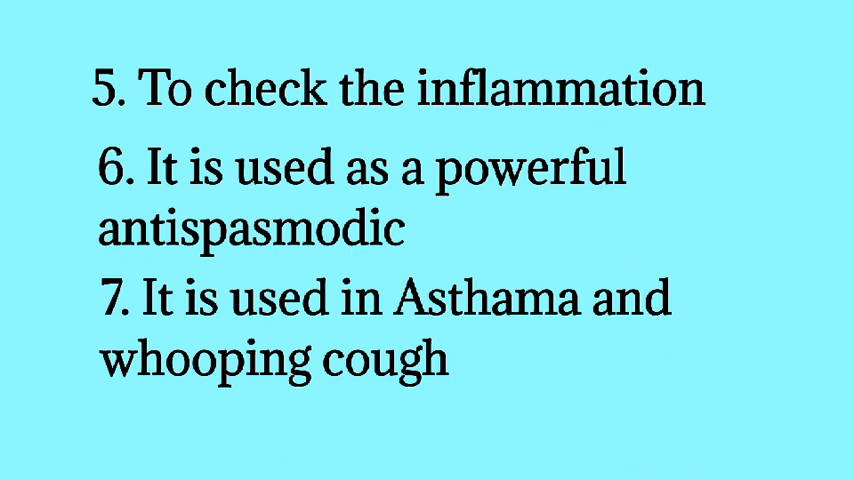 5. To check the inflammation
6. It is used as a powerful
antispasmodic
7. It is used in Asthama and
whooping cough